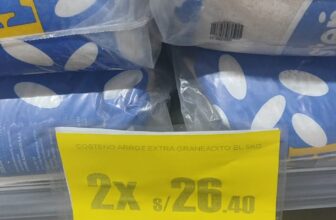 COSTEÑO ARROZ EXTRA GRANEADITO BL 5KG
2x s/26.40